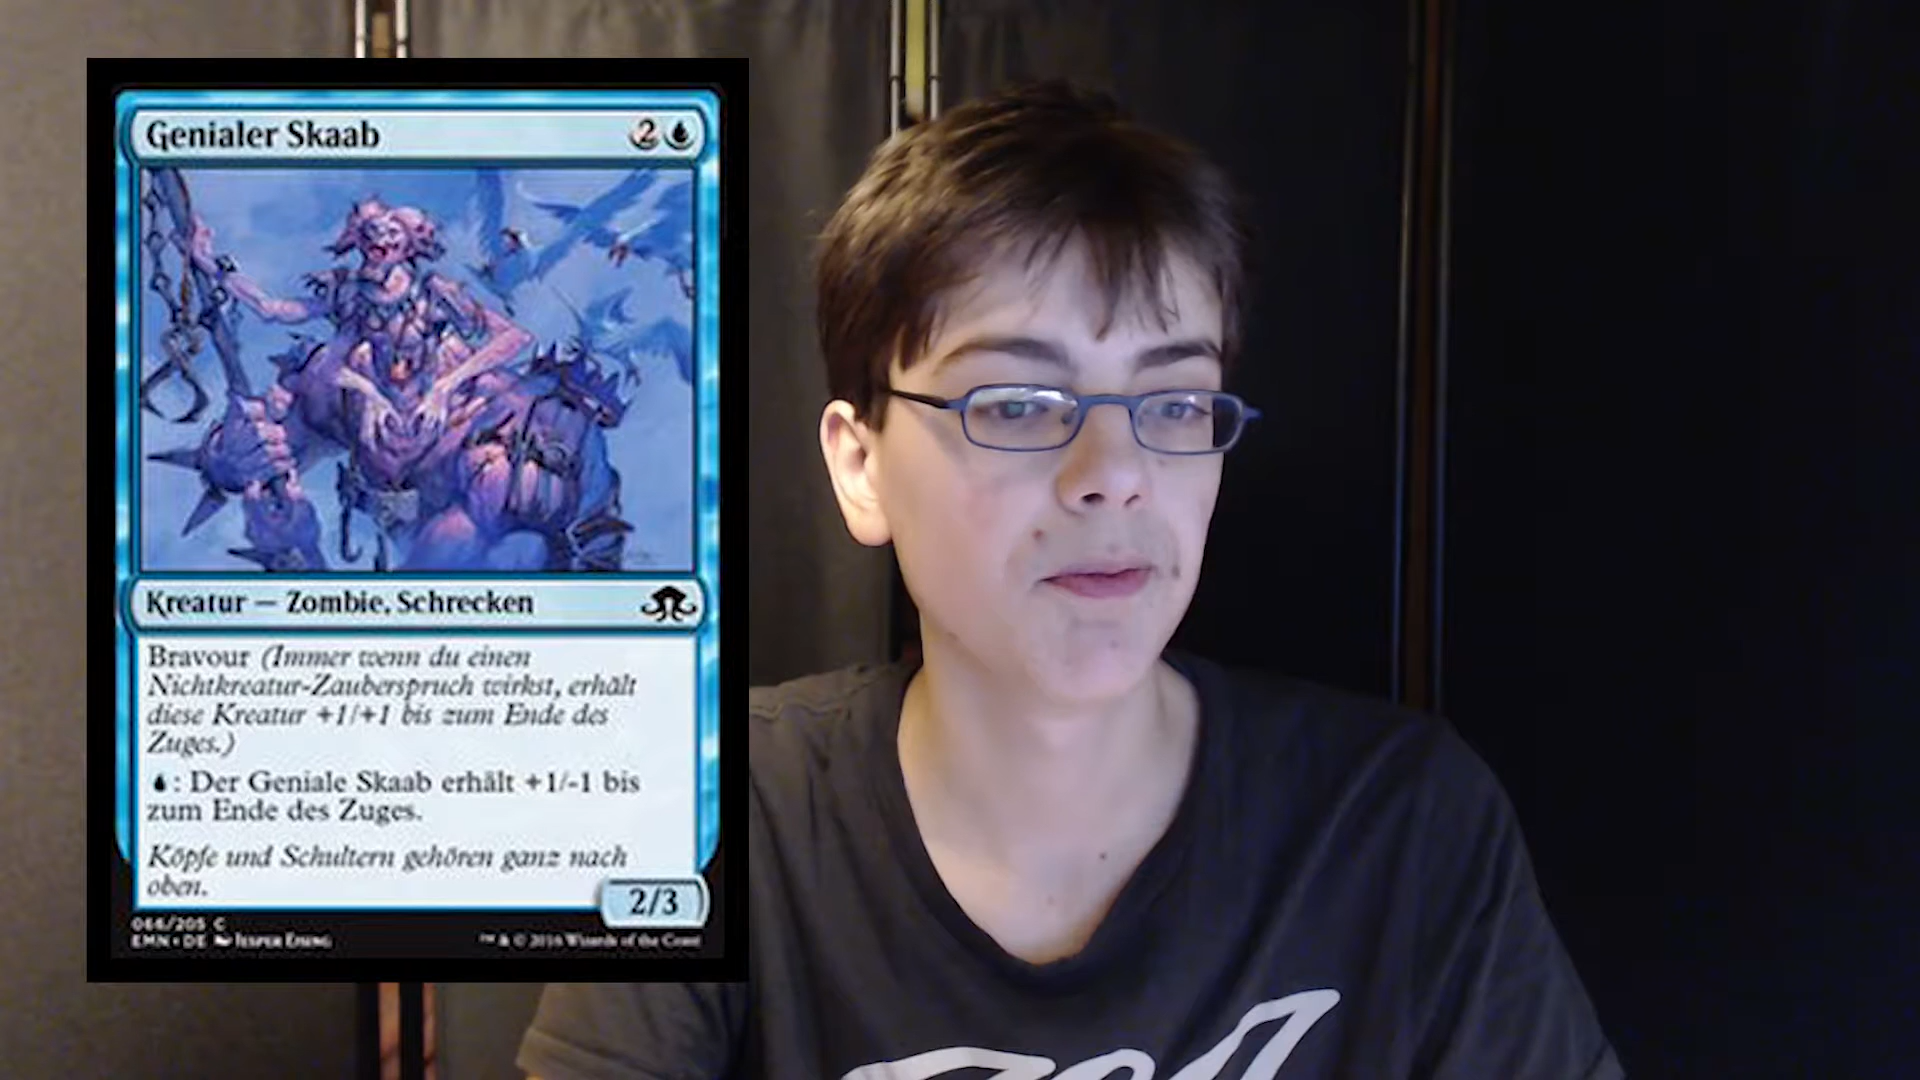 Genialer Skaab 2
Kreatur — Zombie, Schrecken
Bravour (Immer wenn du einen
Nichtkreatur-Zauberspruch wirkst, erhält
diese Kreatur +1/+1 bis zum Ende des
Zuges.)
: Der Geniale Skaab erhält +1/-1 bis
zum Ende des Zuges.
Köpfe und Schultern gehören ganz nach
oben.
2/3
066/205 C
EMN • DE Jesper Ejsing
™ & © 2016 Wizards of the Coast